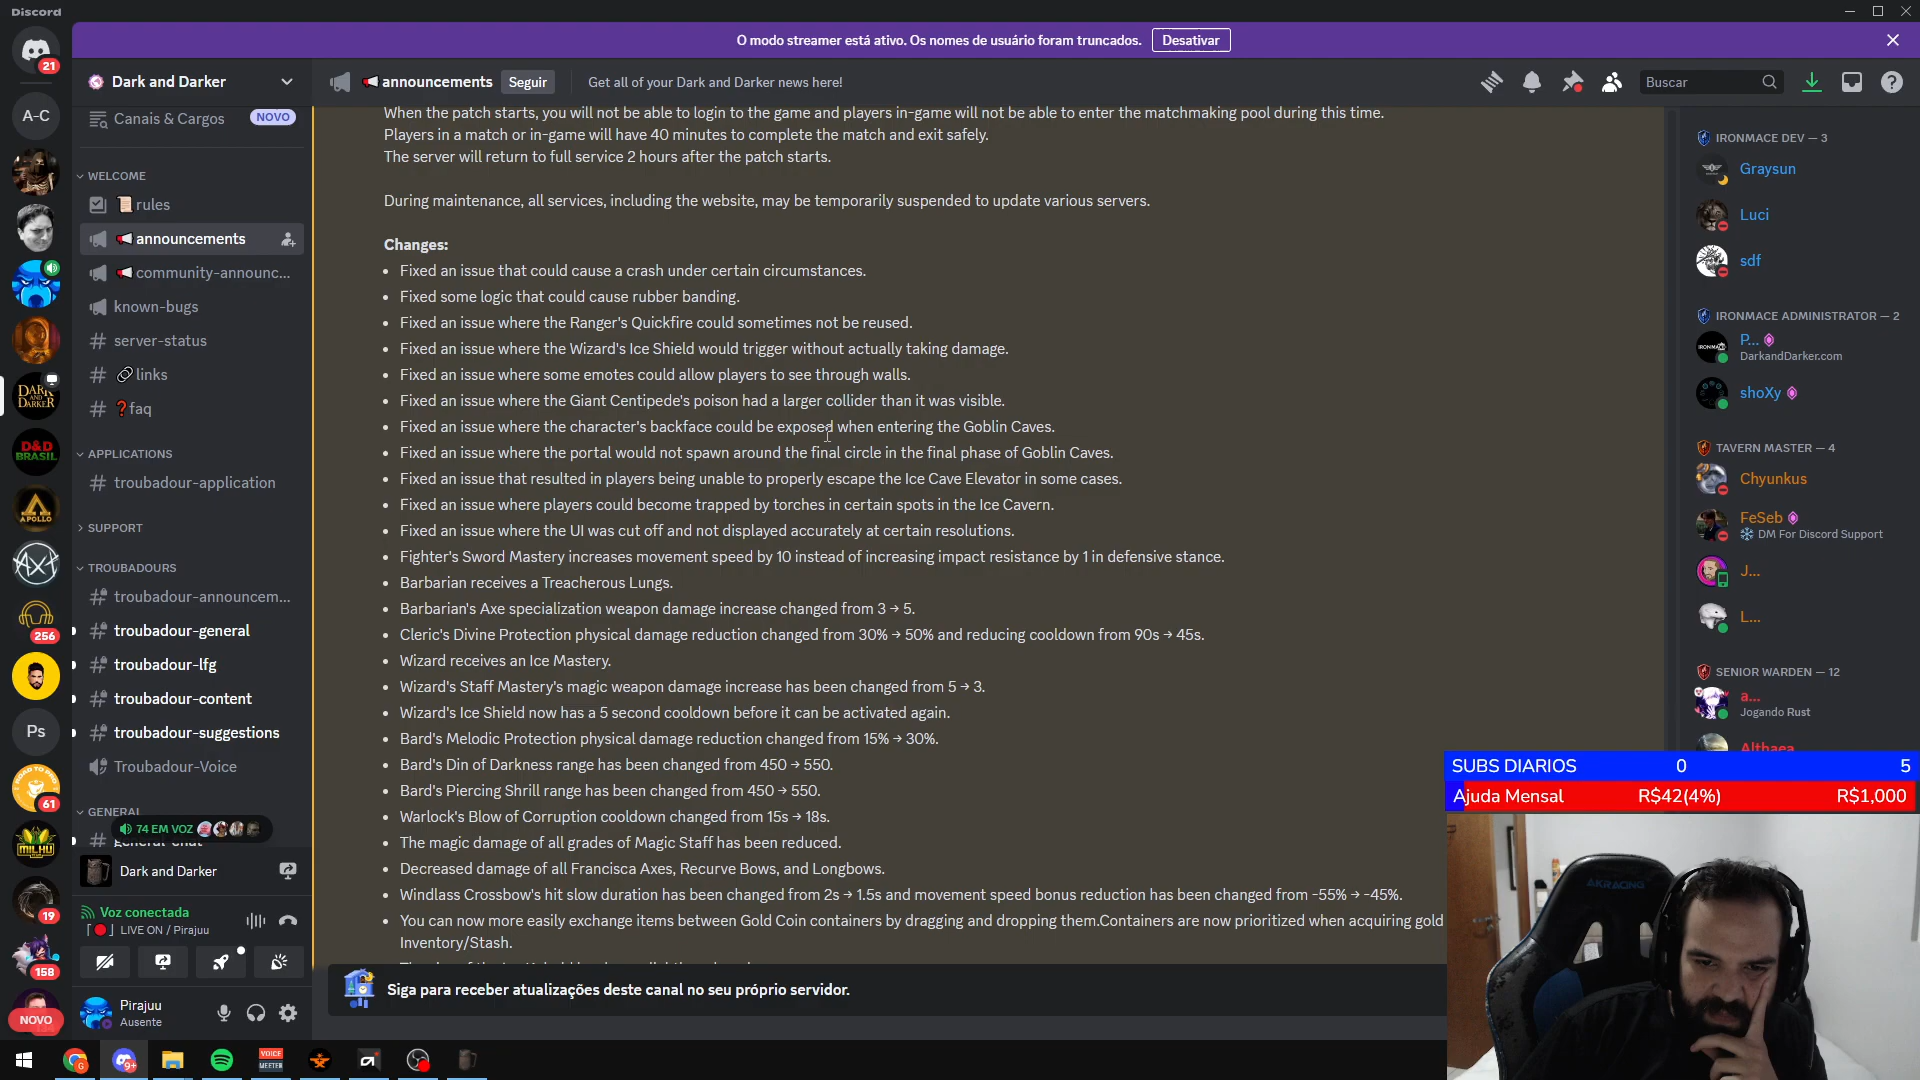 Discord
O modo streamer está ativo. Os nomes de usuário foram truncados.
Desativar
21
Dark and Darker
announcements
Seguir
Get all of your Dark and Darker news here!
Buscar
A-C
Canais & Cargos
NOVO
WELCOME
rules
announcements
community-announc...
known-bugs
server-status
links
faq
APPLICATIONS
troubadour-application
SUPPORT
TROUBADOURS
troubadour-announcem...
troubadour-general
troubadour-lfg
troubadour-content
troubadour-suggestions
Troubadour-Voice
GENERAL
74 EM VOZ
Dark and Darker
Voz conectada
LIVE ON / Pirajuu
Pirajuu
Ausente
DARK AND DARKER
D&D BRASIL
APOLLO
AXT
256
Ps
61
MILHU
19
158
NOVO
When the patch starts, you will not be able to login to the game and players in-game will not be able to enter the matchmaking pool during this time.
Players in a match or in-game will have 40 minutes to complete the match and exit safely.
The server will return to full service 2 hours after the patch starts.
During maintenance, all services, including the website, may be temporarily suspended to update various servers.
Changes:
• Fixed an issue that could cause a crash under certain circumstances.
• Fixed some logic that could cause rubber banding.
• Fixed an issue where the Ranger's Quickfire could sometimes not be reused.
• Fixed an issue where the Wizard's Ice Shield would trigger without actually taking damage.
• Fixed an issue where some emotes could allow players to see through walls.
• Fixed an issue where the Giant Centipede's poison had a larger collider than it was visible.
• Fixed an issue where the character's backface could be exposed when entering the Goblin Caves.
• Fixed an issue where the portal would not spawn around the final circle in the final phase of Goblin Caves.
• Fixed an issue that resulted in players being unable to properly escape the Ice Cave Elevator in some cases.
• Fixed an issue where players could become trapped by torches in certain spots in the Ice Cavern.
• Fixed an issue where the UI was cut off and not displayed accurately at certain resolutions.
• Fighter's Sword Mastery increases movement speed by 10 instead of increasing impact resistance by 1 in defensive stance.
• Barbarian receives a Treacherous Lungs.
• Barbarian's Axe specialization weapon damage increase changed from 3 → 5.
• Cleric's Divine Protection physical damage reduction changed from 30% → 50% and reducing cooldown from 90s → 45s.
• Wizard receives an Ice Mastery.
• Wizard's Staff Mastery's magic weapon damage increase has been changed from 5 → 3.
• Wizard's Ice Shield now has a 5 second cooldown before it can be activated again.
• Bard's Melodic Protection physical damage reduction changed from 15% → 30%.
• Bard's Din of Darkness range has been changed from 450 → 550.
• Bard's Piercing Shrill range has been changed from 450 → 550.
• Warlock's Blow of Corruption cooldown changed from 15s → 18s.
• The magic damage of all grades of Magic Staff has been reduced.
• Decreased damage of all Francisca Axes, Recurve Bows, and Longbows.
• Windlass Crossbow's hit slow duration has been changed from 2s → 1.5s and movement speed bonus reduction has been changed from -55% → -45%.
• You can now more easily exchange items between Gold Coin containers by dragging and dropping them.Containers are now prioritized when acquiring gold
Inventory/Stash.
Siga para receber atualizações deste canal no seu próprio servidor.
IRONMACE DEV — 3
Graysun
Luci
sdf
IRONMACE ADMINISTRATOR — 2
P...
DarkandDarker.com
shoXy
TAVERN MASTER — 4
Chyunkus
FeSeb
DM For Discord Support
J...
L...
SENIOR WARDEN — 12
a...
Jogando Rust
Althaea
SUBS DIARIOS 0 5
Ajuda Mensal R$42(4%) R$1,000
AKRACING
9+
VOICE MEETER